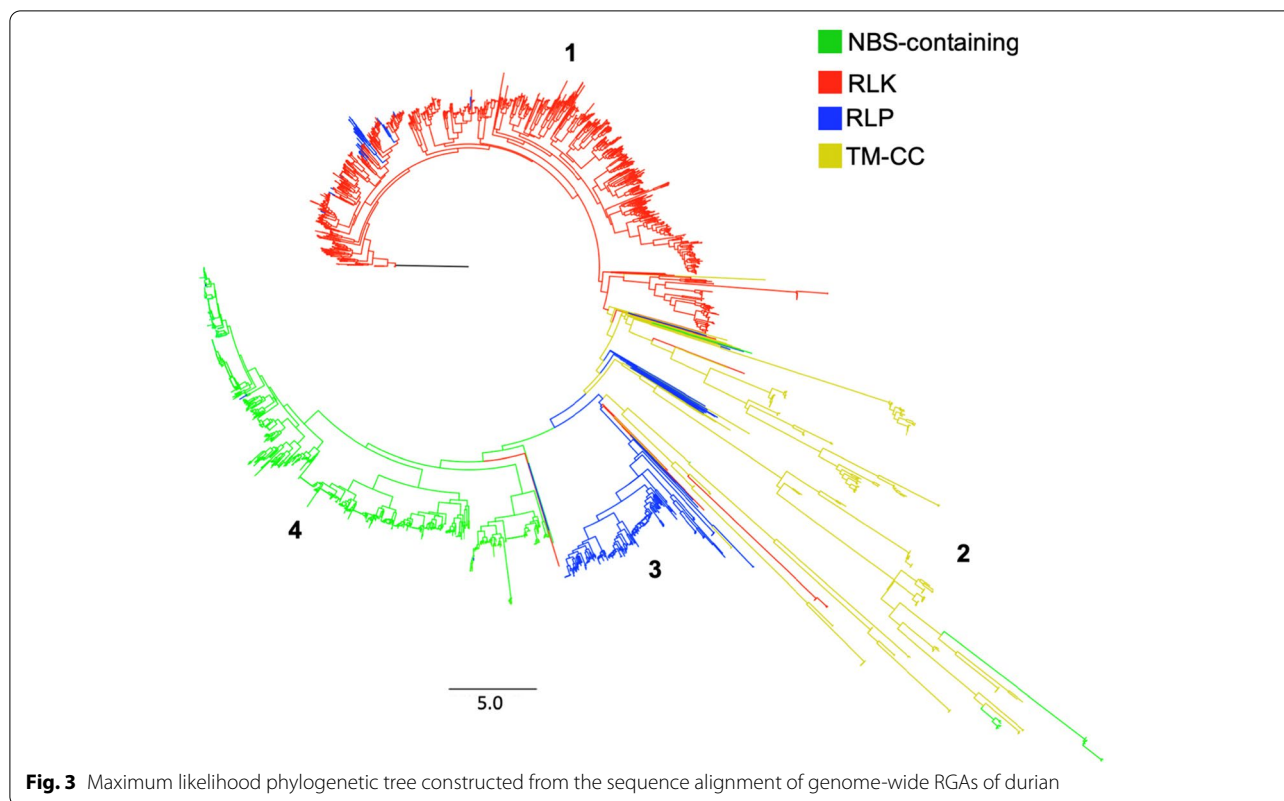 1
NBS-containing
RLK
RLP
TM-CC
2
4
3
5.0
Fig. 3 Maximum likelihood phylogenetic tree constructed from the sequence alignment of genome-wide RGAs of durian